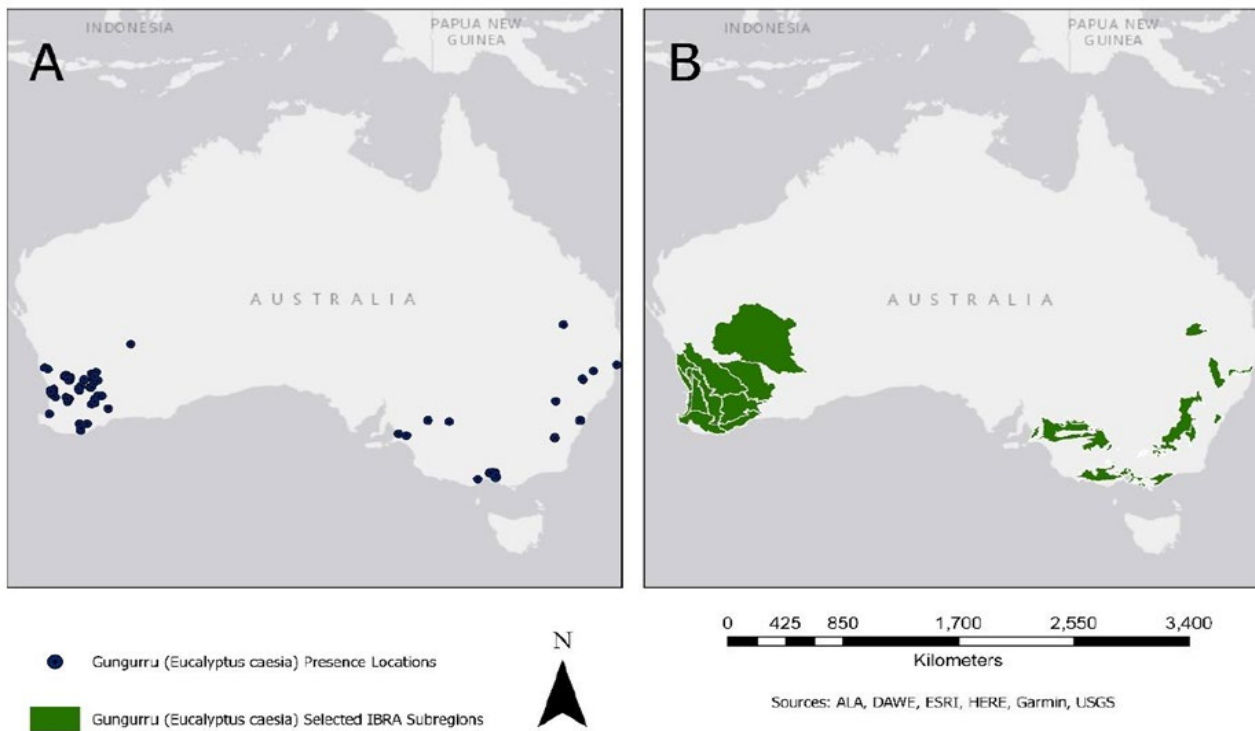 INDONESIA
PAPUA NEW
GUINEA
A
AUSTRALIA
INDONESIA
PAPUA NEW
GUINEA
B
AUSTRALIA
Gungurru (Eucalyptus caesia) Presence Locations
Gungurru (Eucalyptus caesia) Selected IBRA Subregions
N
0 425 850 1,700 2,550 3,400
Kilometers
Sources: ALA, DAWE, ESRI, HERE, Garmin, USGS